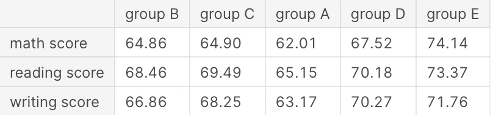 group B group C group A group D group E
math score 64.86 64.90 62.01 67.52 74.14
reading score 68.46 69.49 65.15 70.18 73.37
writing score 66.86 68.25 63.17 70.27 71.76